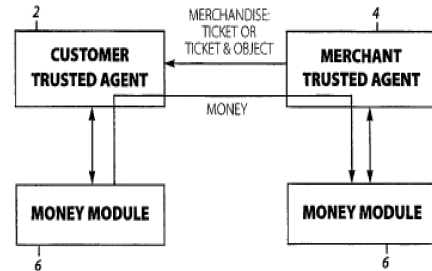 2
4
MERCHANDISE:
TICKET OR
TICKET & OBJECT
CUSTOMER
TRUSTED AGENT
MERCHANT
TRUSTED AGENT
MONEY
MONEY MODULE
MONEY MODULE
6
6